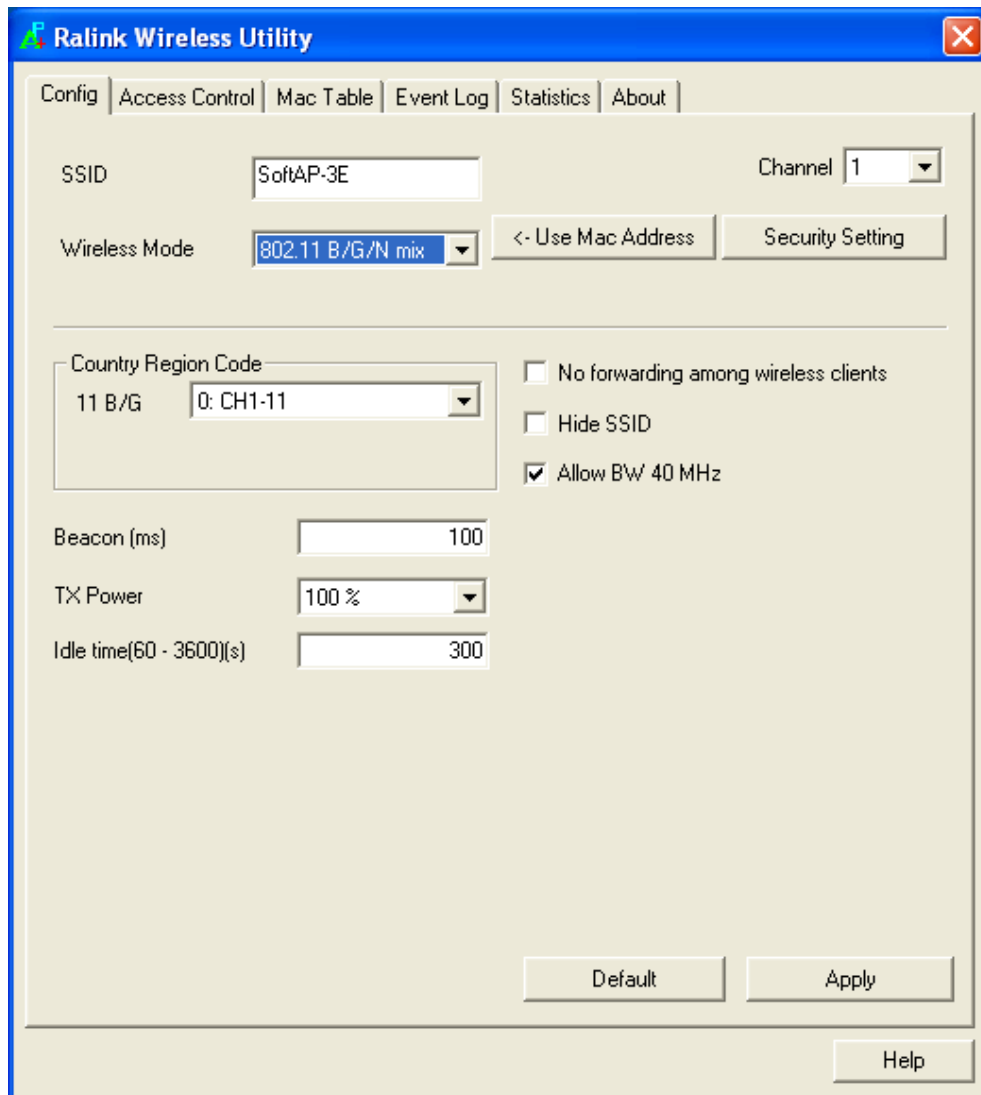 Ralink Wireless Utility
Config Access Control Mac Table Event Log Statistics About
SSID SoftAP-3E Channel 1
Wireless Mode 802.11 B/G/N mix <- Use Mac Address Security Setting
Country Region Code
11 B/G 0: CH1-11
No forwarding among wireless clients
Hide SSID
Allow BW 40 MHz
Beacon (ms) 100
TX Power 100 %
Idle time(60 - 3600)(s) 300
Default Apply
Help